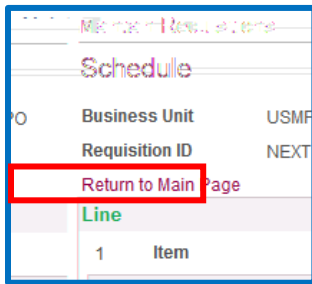 Schedule
PO Business Unit USMF
Requisition ID NEXT
Return to Main Page
Line
1 Item